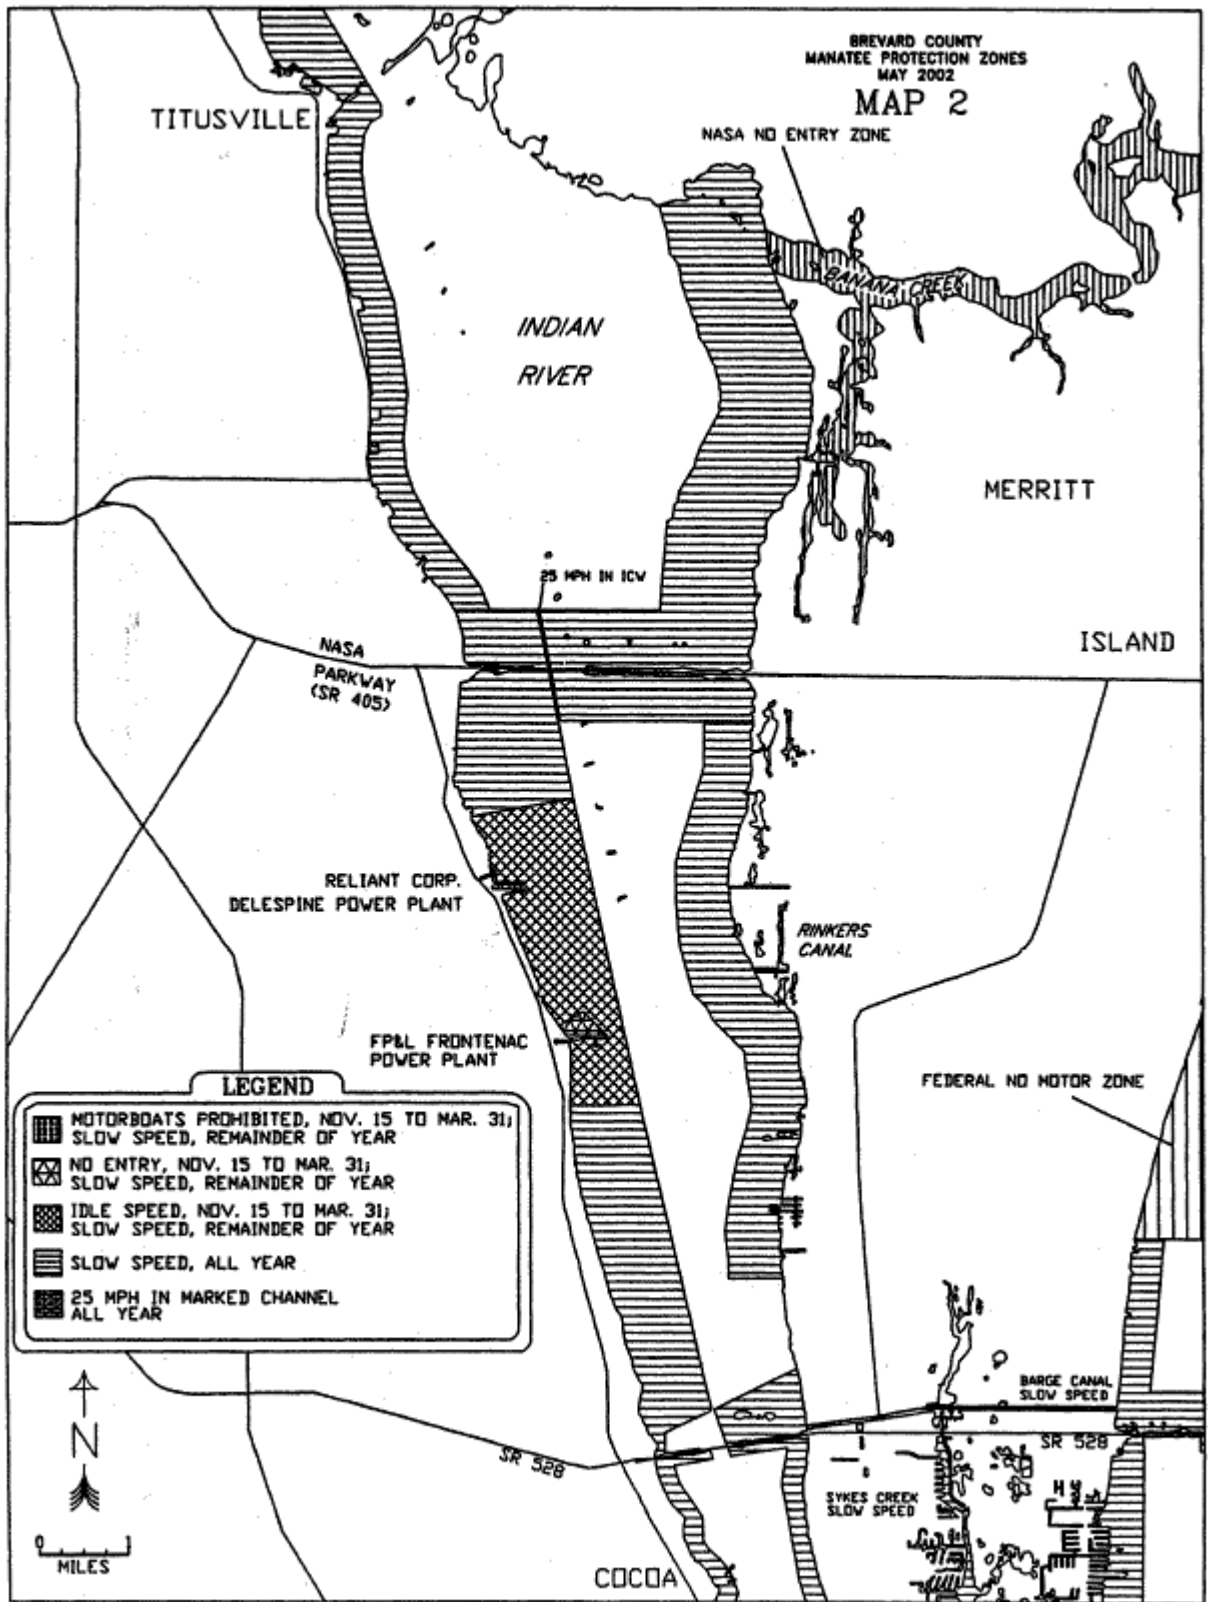 BREVARD COUNTY
MANATEE PROTECTION ZONES
MAY 2002
MAP 2
TITUSVILLE
NASA NO ENTRY ZONE
BANANA CREEK
INDIAN
RIVER
MERRITT
25 MPH IN ICW
ISLAND
NASA
PARKWAY
(SR 405)
RELIANT CORP.
DELESPINE POWER PLANT
RINKERS
CANAL
FP&L FRONTENAC
POWER PLANT
FEDERAL NO MOTOR ZONE
LEGEND
MOTORBOATS PROHIBITED, NOV. 15 TO MAR. 31;
SLOW SPEED, REMAINDER OF YEAR
NO ENTRY, NOV. 15 TO MAR. 31;
SLOW SPEED, REMAINDER OF YEAR
IDLE SPEED, NOV. 15 TO MAR. 31;
SLOW SPEED, REMAINDER OF YEAR
SLOW SPEED, ALL YEAR
25 MPH IN MARKED CHANNEL
ALL YEAR
BARGE CANAL
SLOW SPEED
N
SR 528
SR 528
SYKES CREEK
SLOW SPEED
0 1
MILES
COCOA